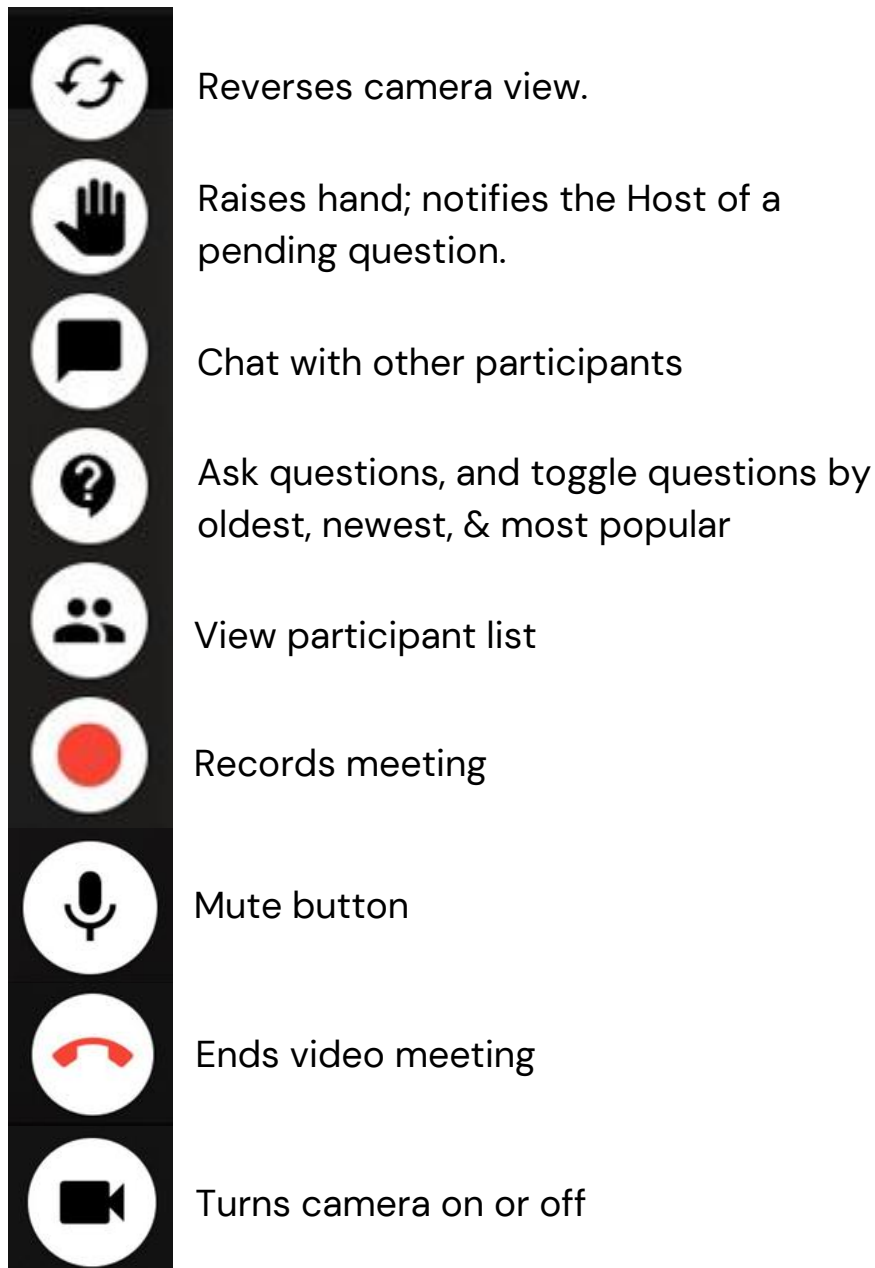 Reverses camera view.
Raises hand; notifies the Host of a
pending question.
Chat with other participants
Ask questions, and toggle questions by
oldest, newest, & most popular
View participant list
Records meeting
Mute button
Ends video meeting
Turns camera on or off